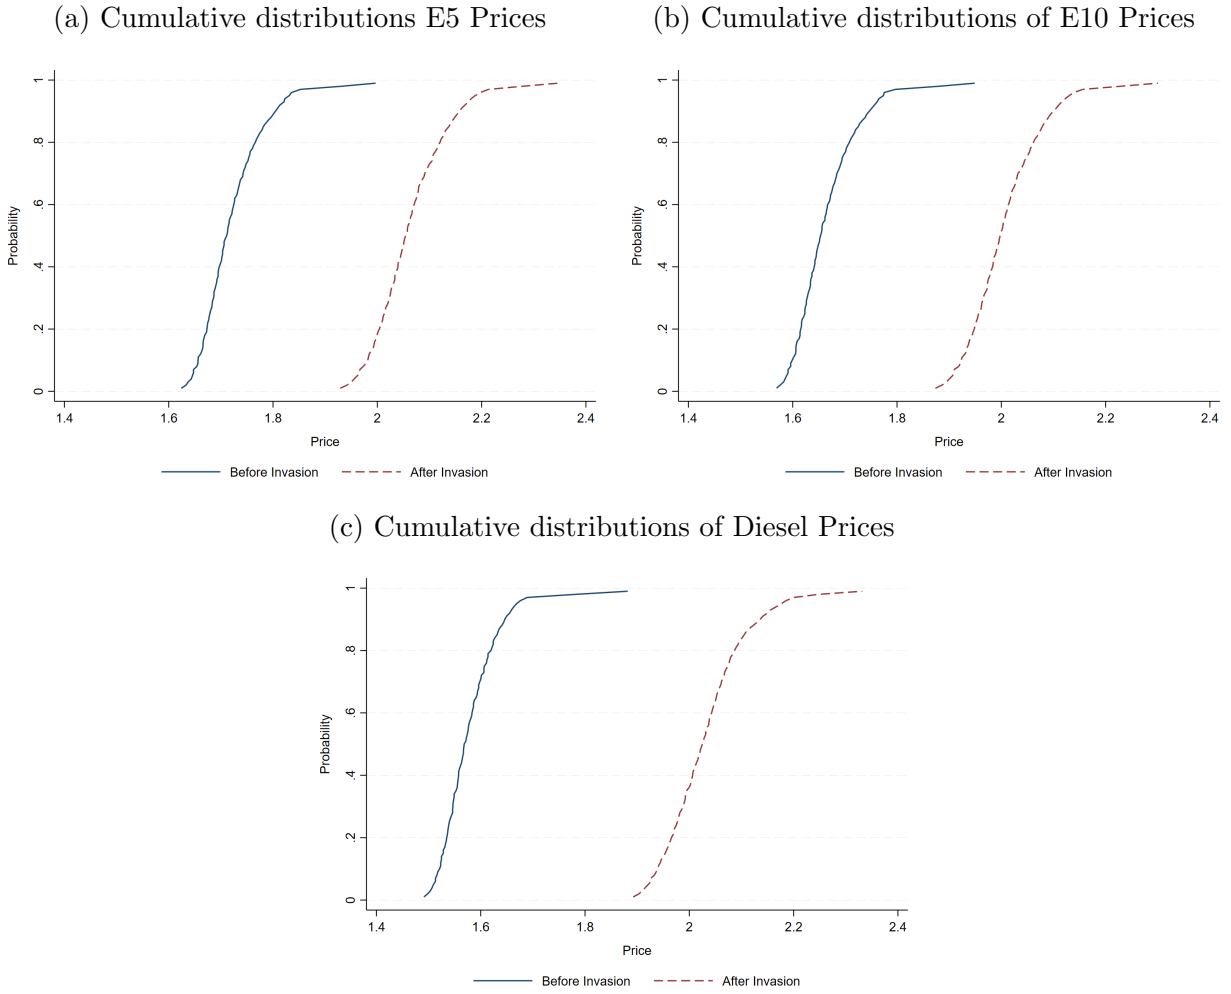 (a) Cumulative distributions E5 Prices
Probability
1
.8
.6
.4
.2
0
1.4 1.6 1.8 2 2.2 2.4
Price
Before Invasion After Invasion
(b) Cumulative distributions of E10 Prices
Probability
1
.8
.6
.4
.2
0
1.4 1.6 1.8 2 2.2 2.4
Price
Before Invasion After Invasion
(c) Cumulative distributions of Diesel Prices
Probability
1
.8
.6
.4
.2
0
1.4 1.6 1.8 2 2.2 2.4
Price
Before Invasion After Invasion